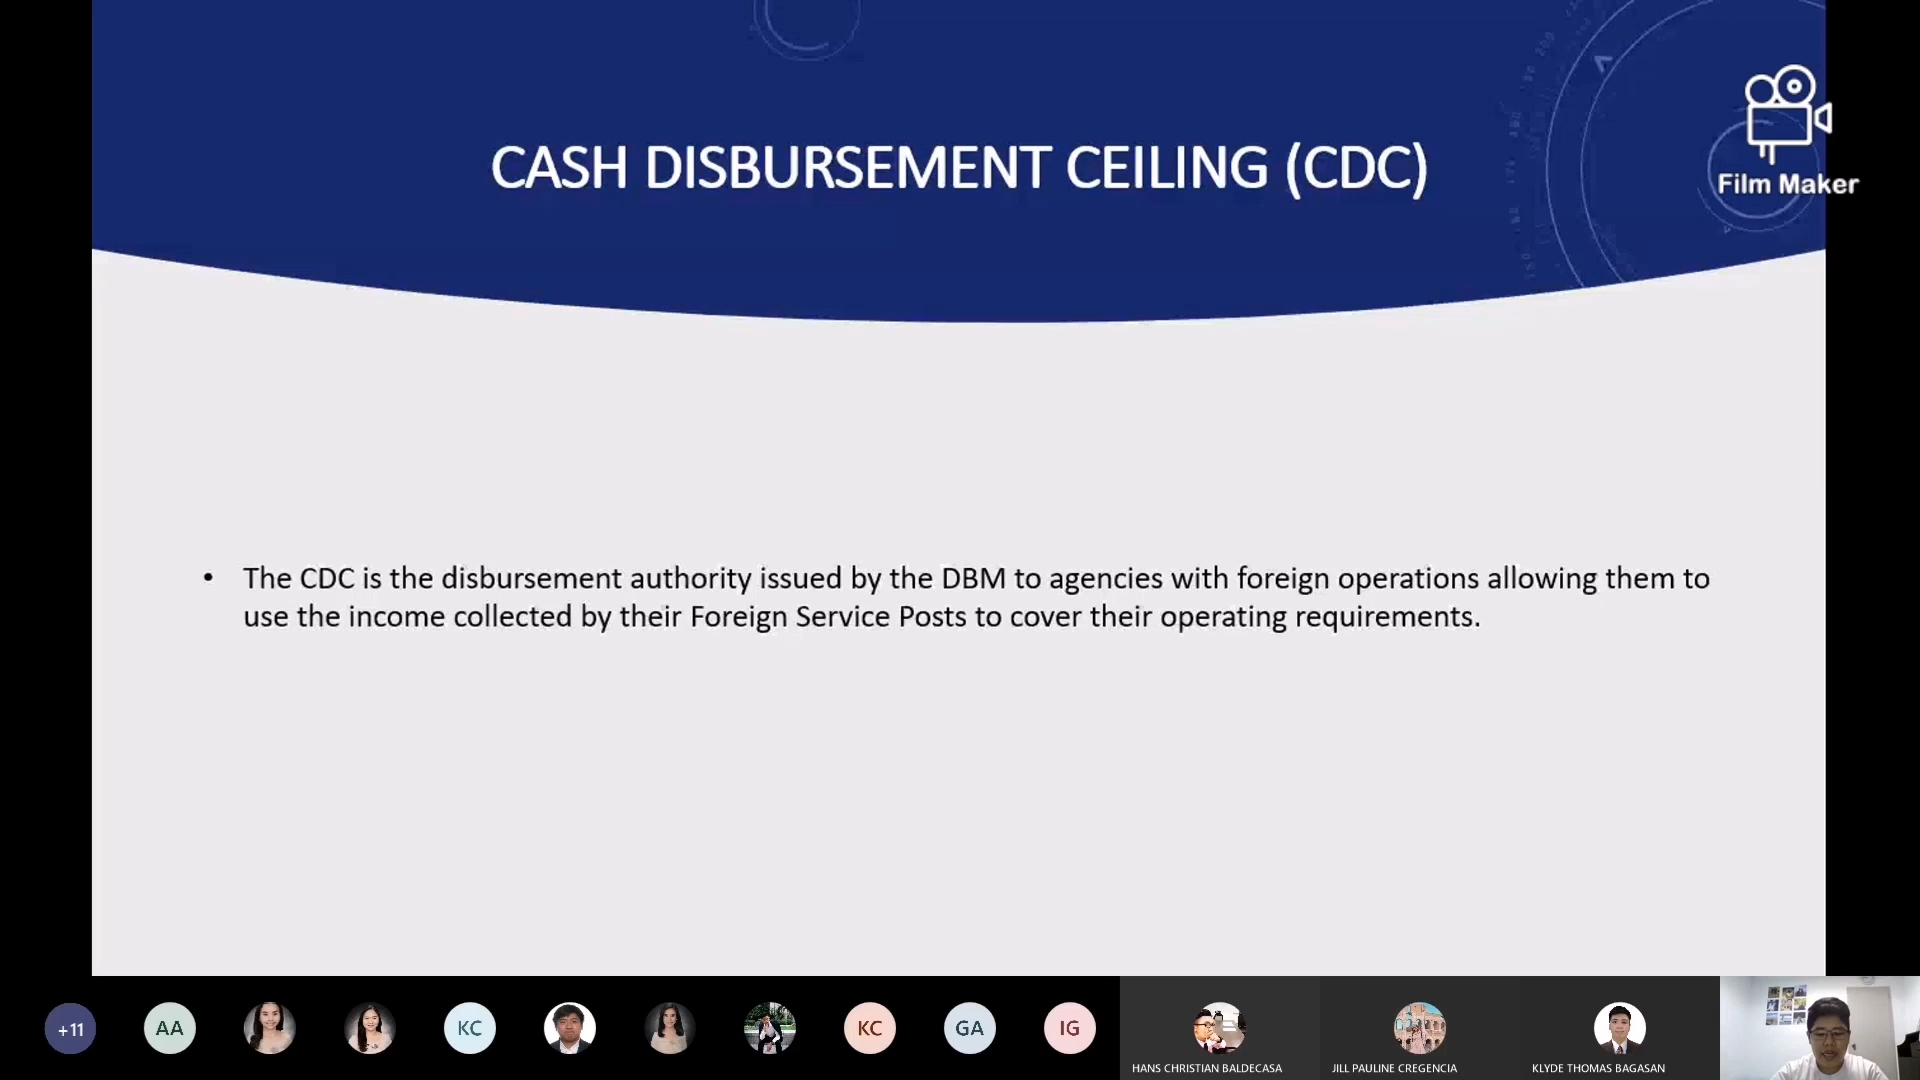 CASH DISBURSEMENT CEILING (CDC)
Film Maker
• The CDC is the disbursement authority issued by the DBM to agencies with foreign operations allowing them to
use the income collected by their Foreign Service Posts to cover their operating requirements.
+11
AA
KC
KC
GA
IG
HANS CHRISTIAN BALDECASA
JILL PAULINE CREGENCIA
KLYDE THOMAS BAGASAN